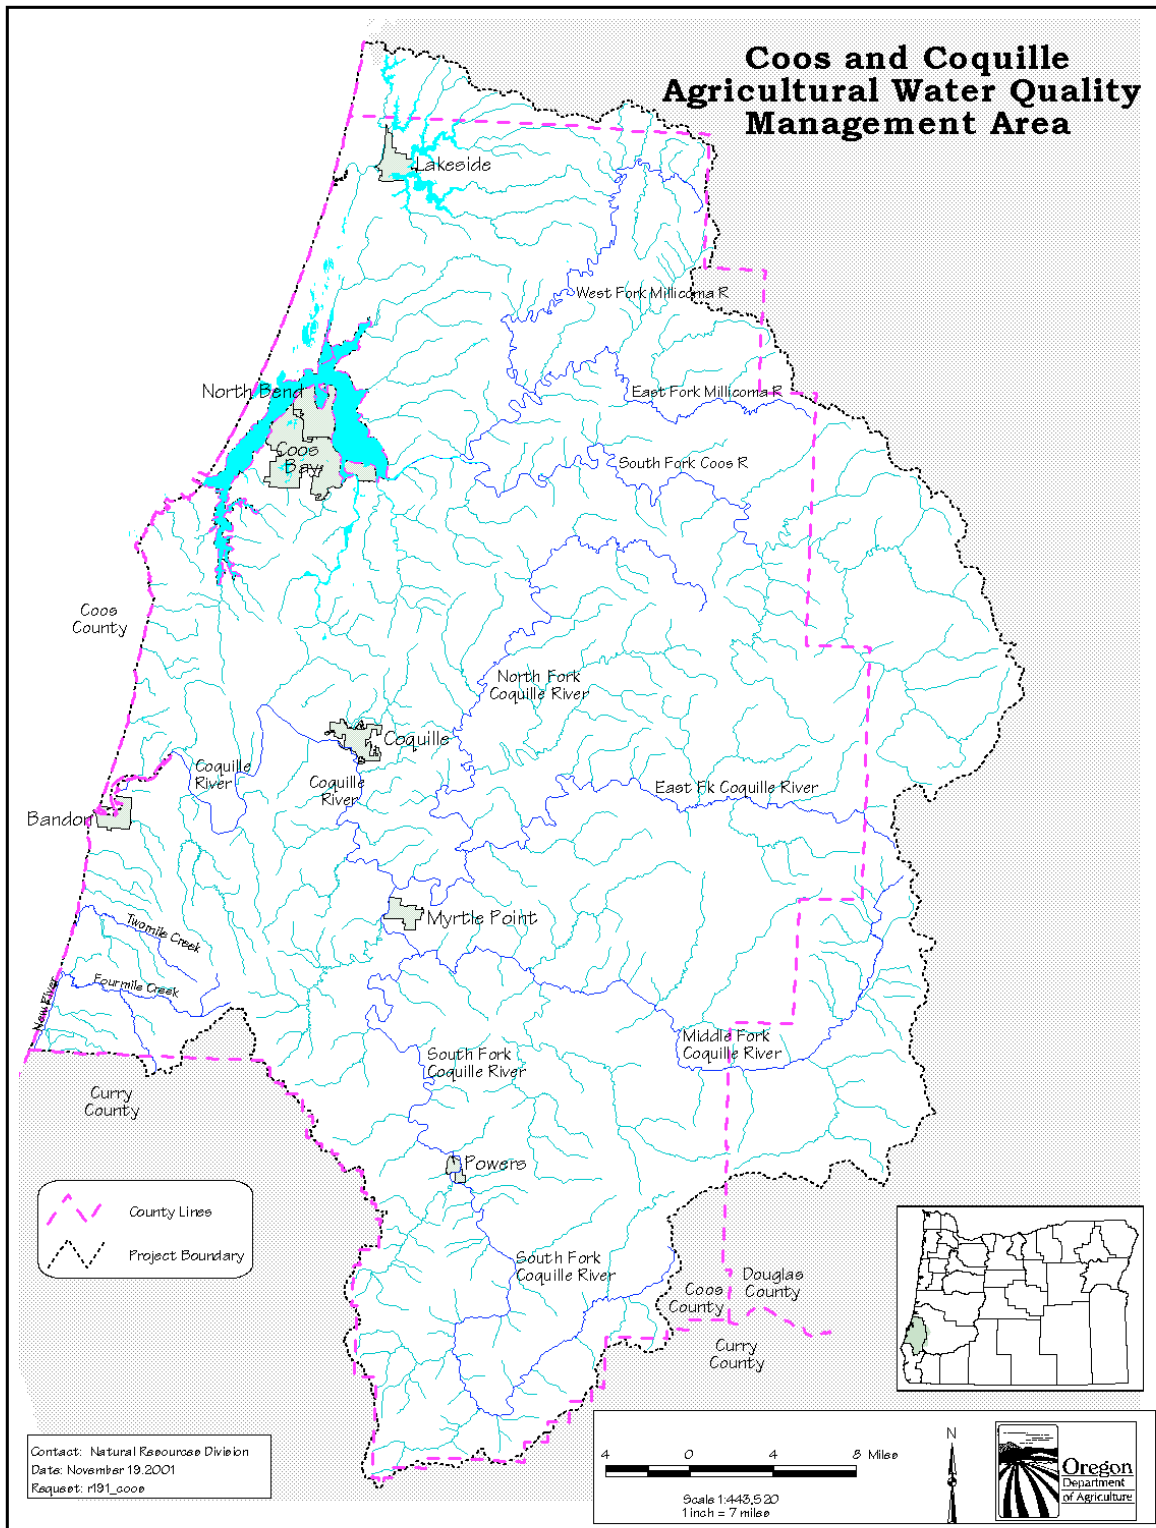 Coos and Coquille
Agricultural Water Quality
Management Area
Lakeside
West Fork Millicoma R
North Bend
East Fork Millicoma R
Coos
Bay
South Fork Coos R
Coos
County
North Fork
Coquille River
Coquille
Coquille
River
Coquille
River
East Fk Coquille River
Bandon
Myrtle Point
Twomile Creek
Fourmile Creek
New River
Middle Fork
Coquille River
South Fork
Coquille River
Curry
County
Powers
County Lines
Project Boundary
South Fork
Coquille River
Douglas
County
Coos
County
Curry
County
Contact: Natural Resources Division
Date: November 19,2001
Request: r191_coos
4 0 4 8 Miles
Scale 1:443,520
1 inch = 7 miles
N
Oregon
Department
of Agriculture